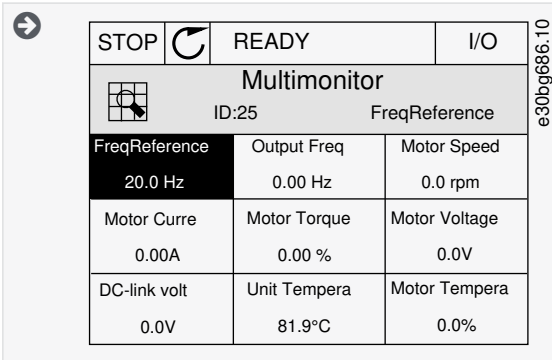 STOP READY I/O
Multimonitor
ID:25 FreqReference
FreqReference Output Freq Motor Speed
20.0 Hz 0.00 Hz 0.0 rpm
Motor Curre Motor Torque Motor Voltage
0.00A 0.00 % 0.0V
DC-link volt Unit Tempera Motor Tempera
0.0V 81.9°C 0.0%
e30bg686.10